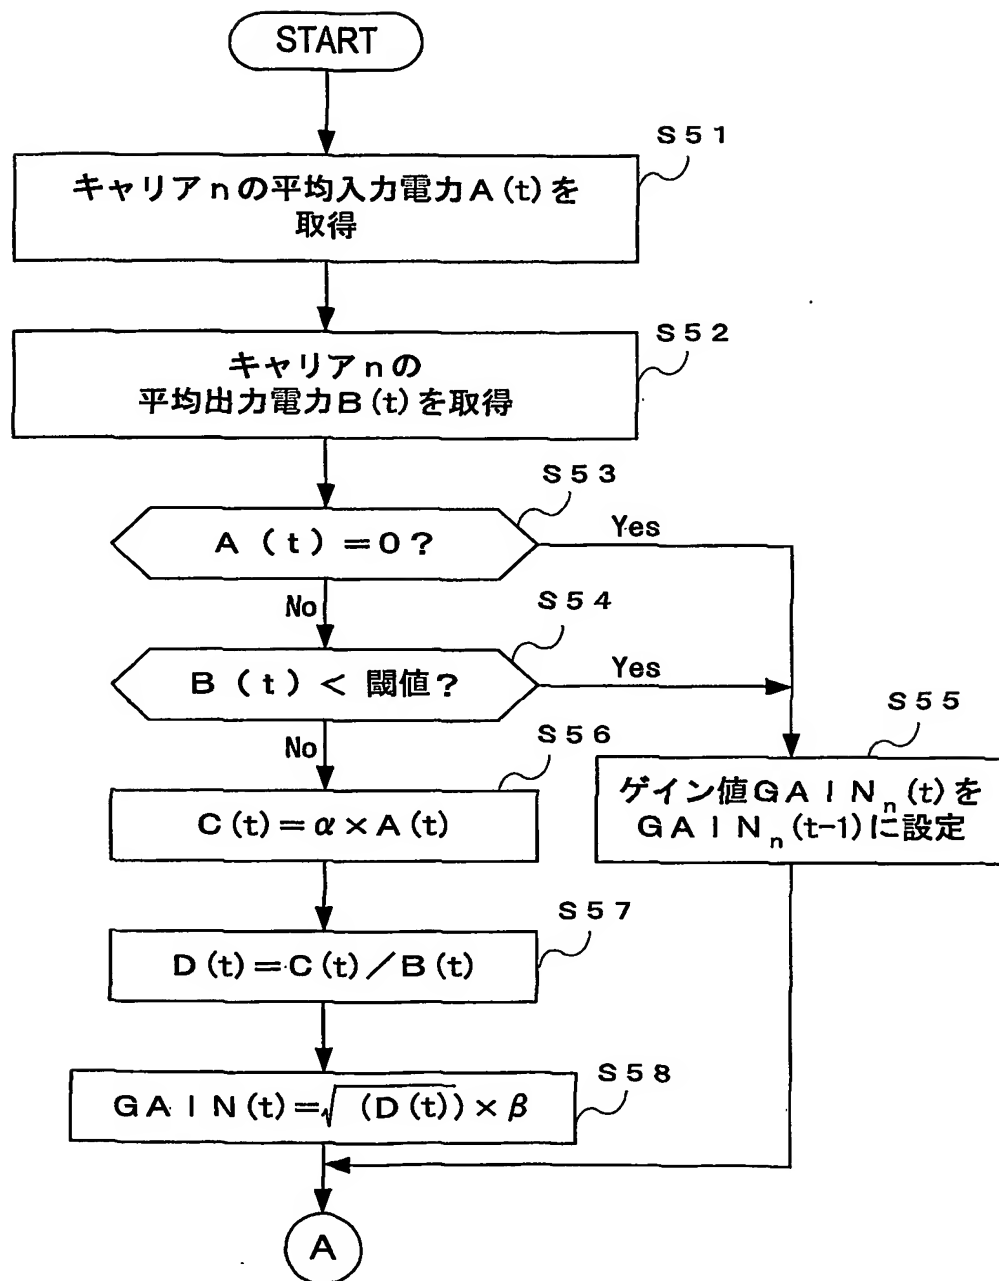 START
S51
キャリアnの平均入力電力A(t)を
取得
S52
キャリアnの
平均出力電力B(t)を取得
S53
A(t)=0?
Yes
No
S54
B(t)< 閾値?
Yes
No
S55
ゲイン値GAINn(t)を
GAINn(t-1)に設定
S56
C(t)=α×A(t)
S57
D(t)=C(t)/B(t)
S58
GAIN(t)=√(D(t))×β
A